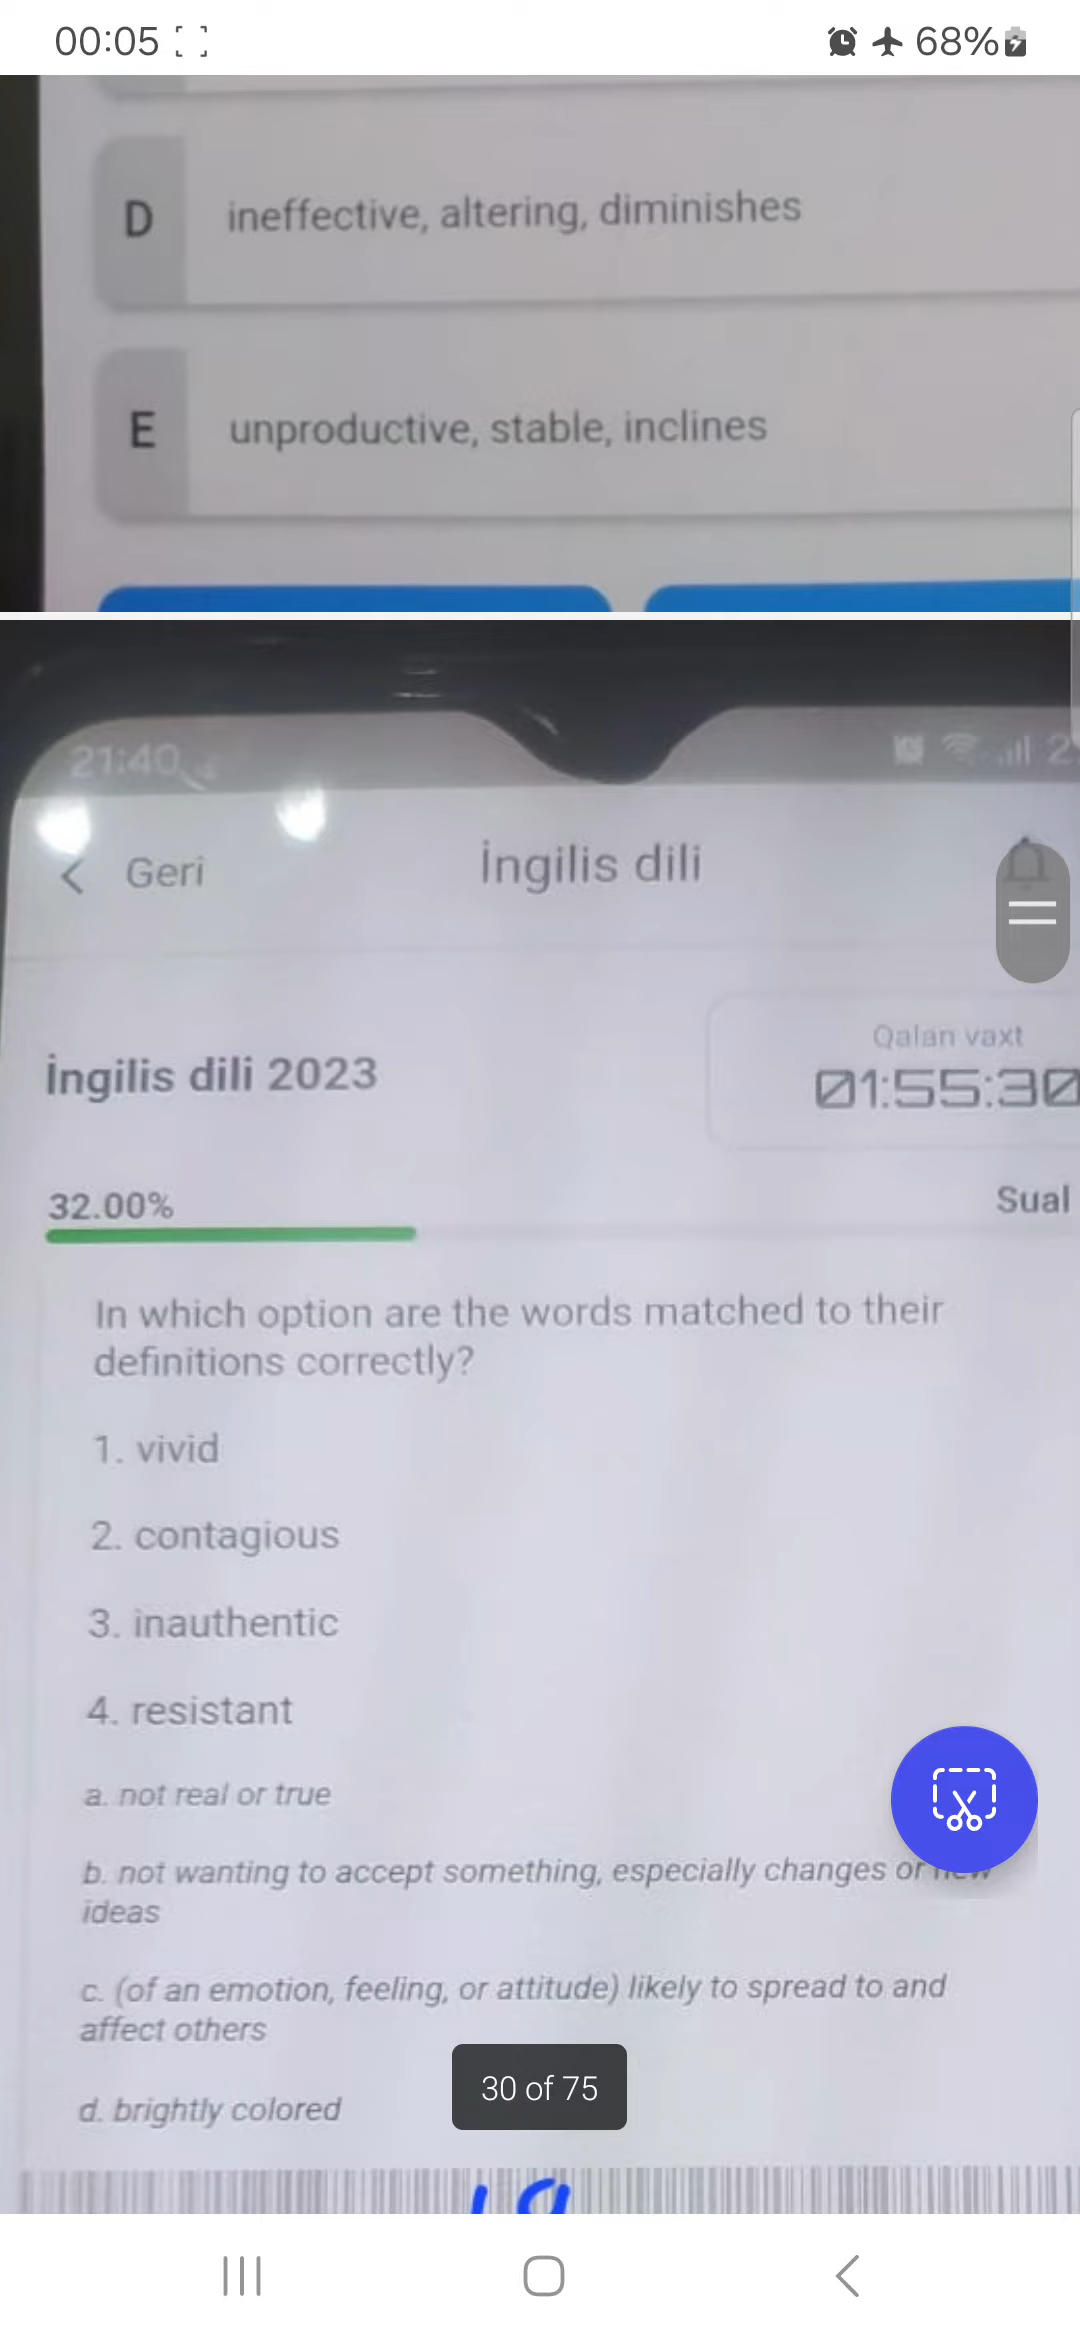 00:05
68%
D ineffective, altering, diminishes
E unproductive, stable, inclines
21:40
Geri
İngilis dili
Qalan vaxt
İngilis dili 2023
01:55:30
32.00%
Sual
In which option are the words matched to their
definitions correctly?
1. vivid
2. contagious
3. inauthentic
4. resistant
a. not real or true
b. not wanting to accept something, especially changes or new
ideas
c. (of an emotion, feeling, or attitude) likely to spread to and
affect others
30 of 75
d. brightly colored